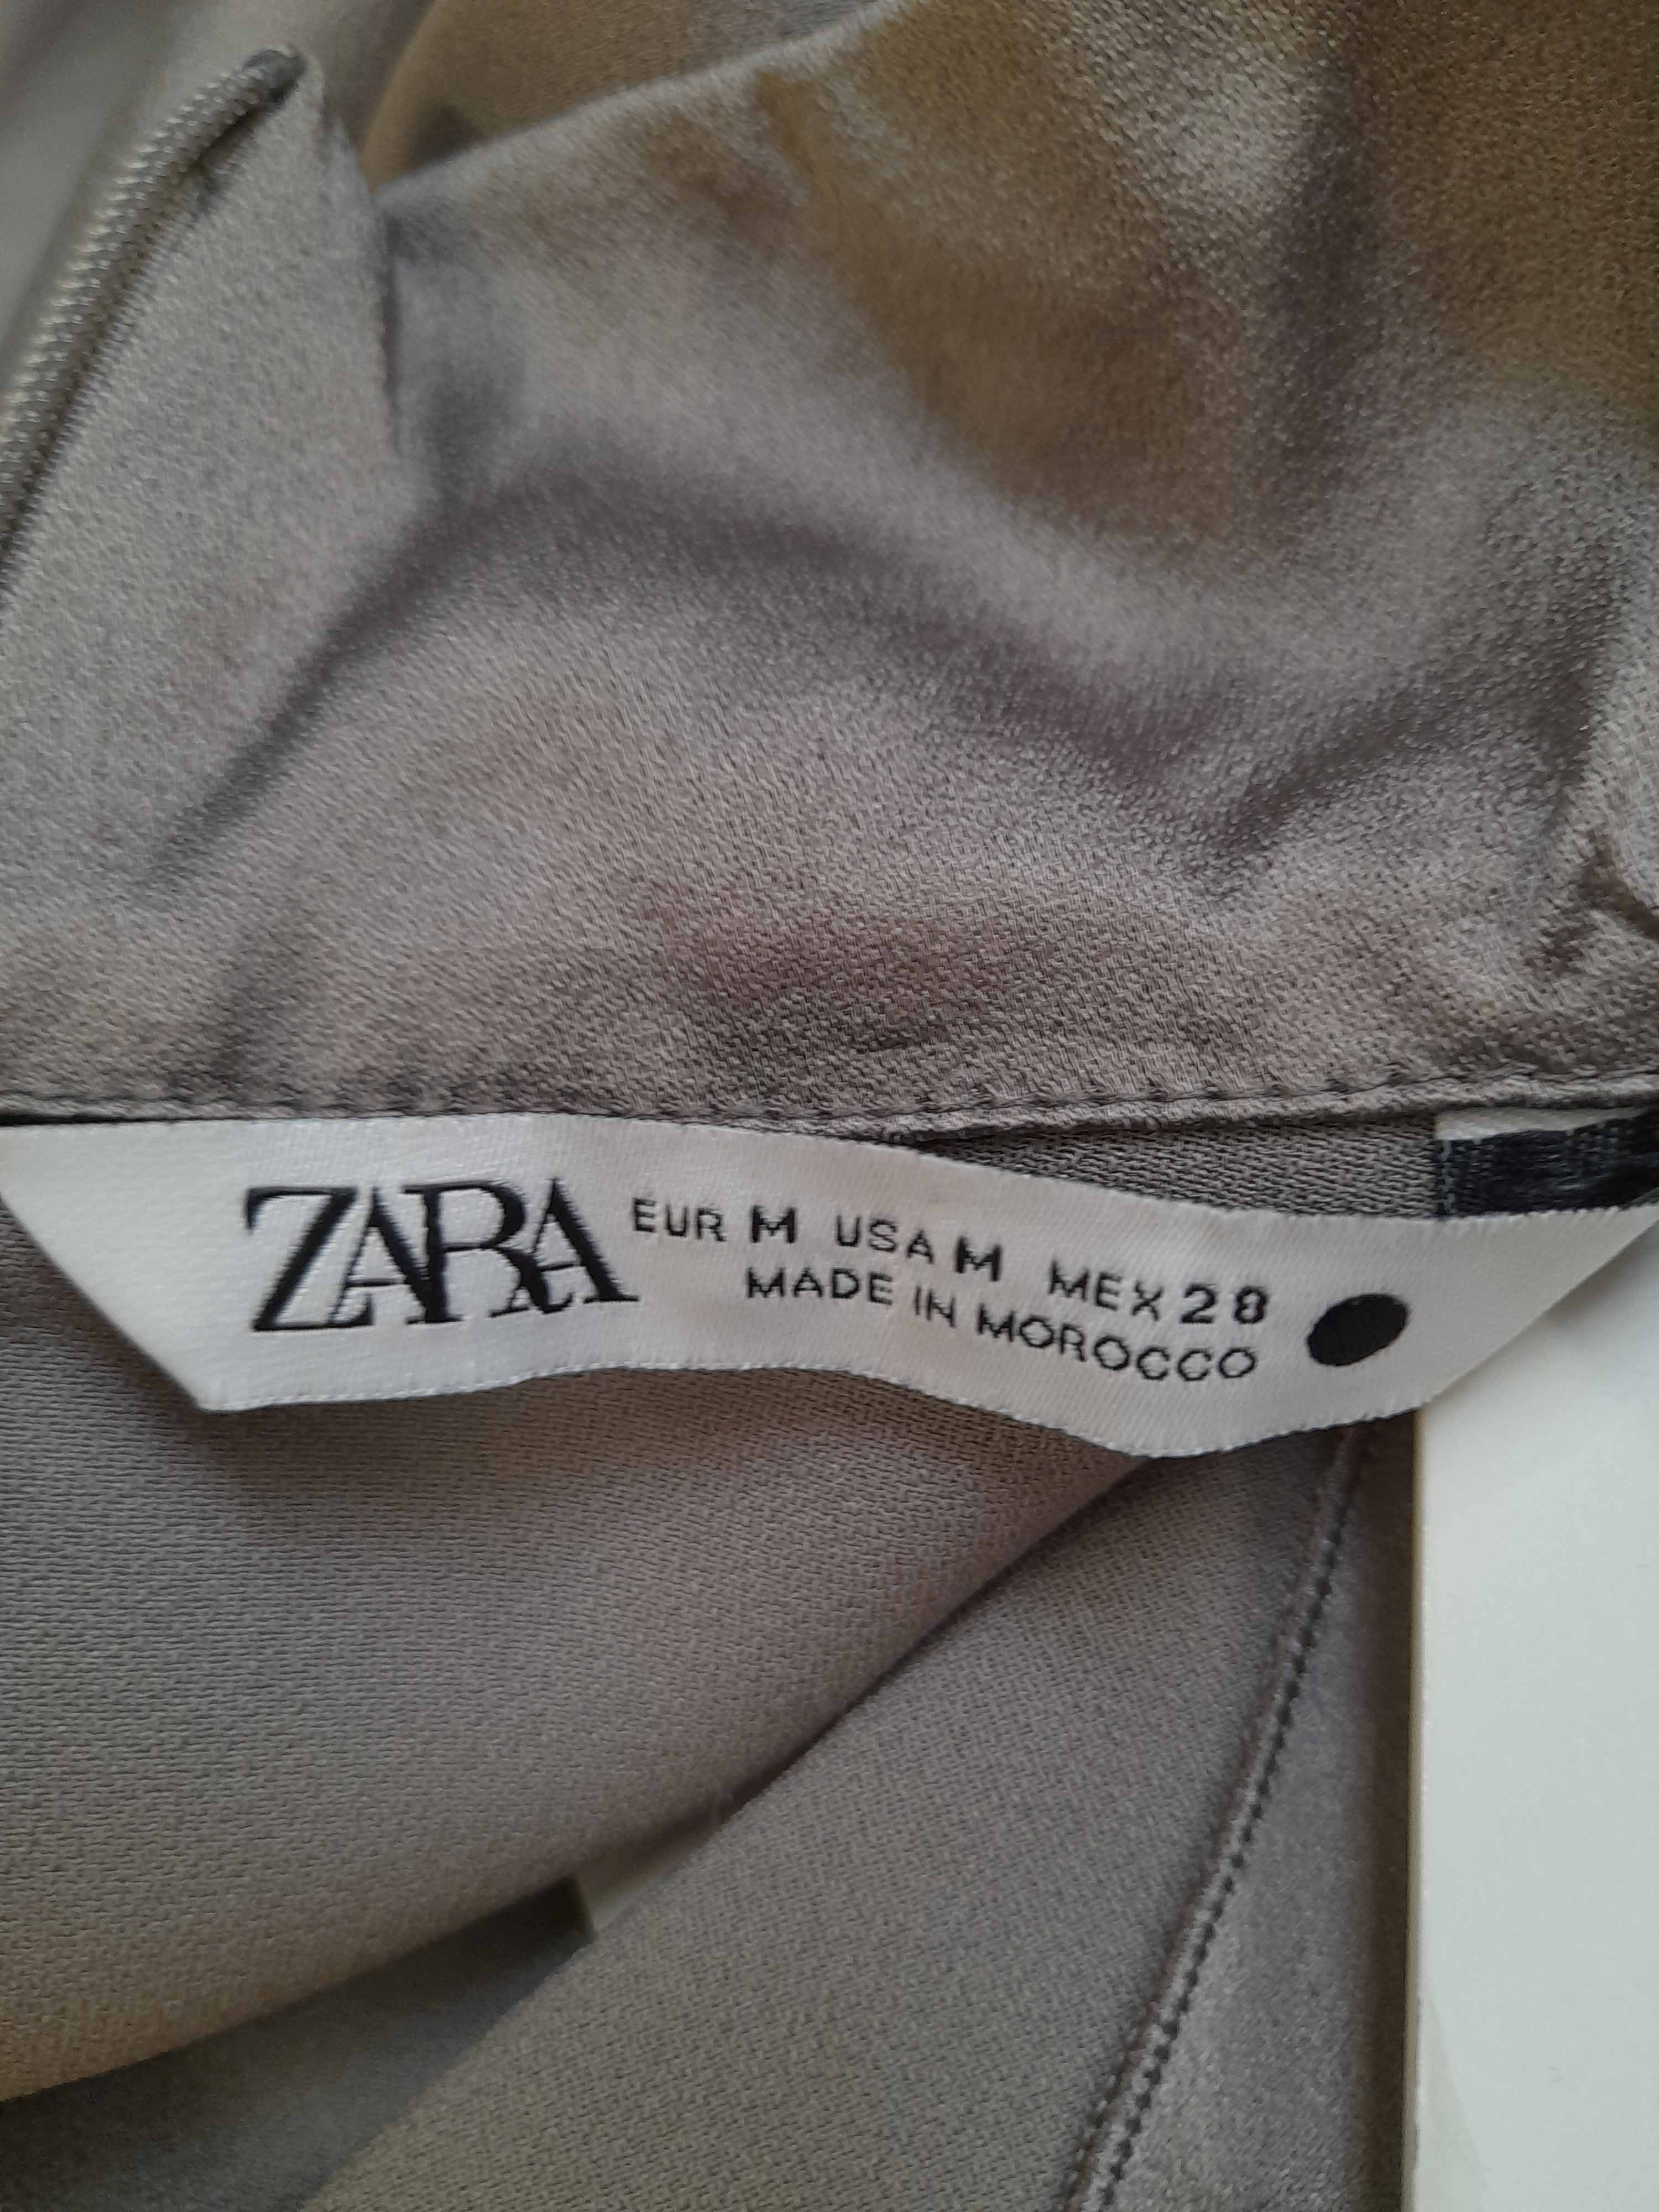 ZARA EUR M USA M MEX 28
MADE IN MOROCCO